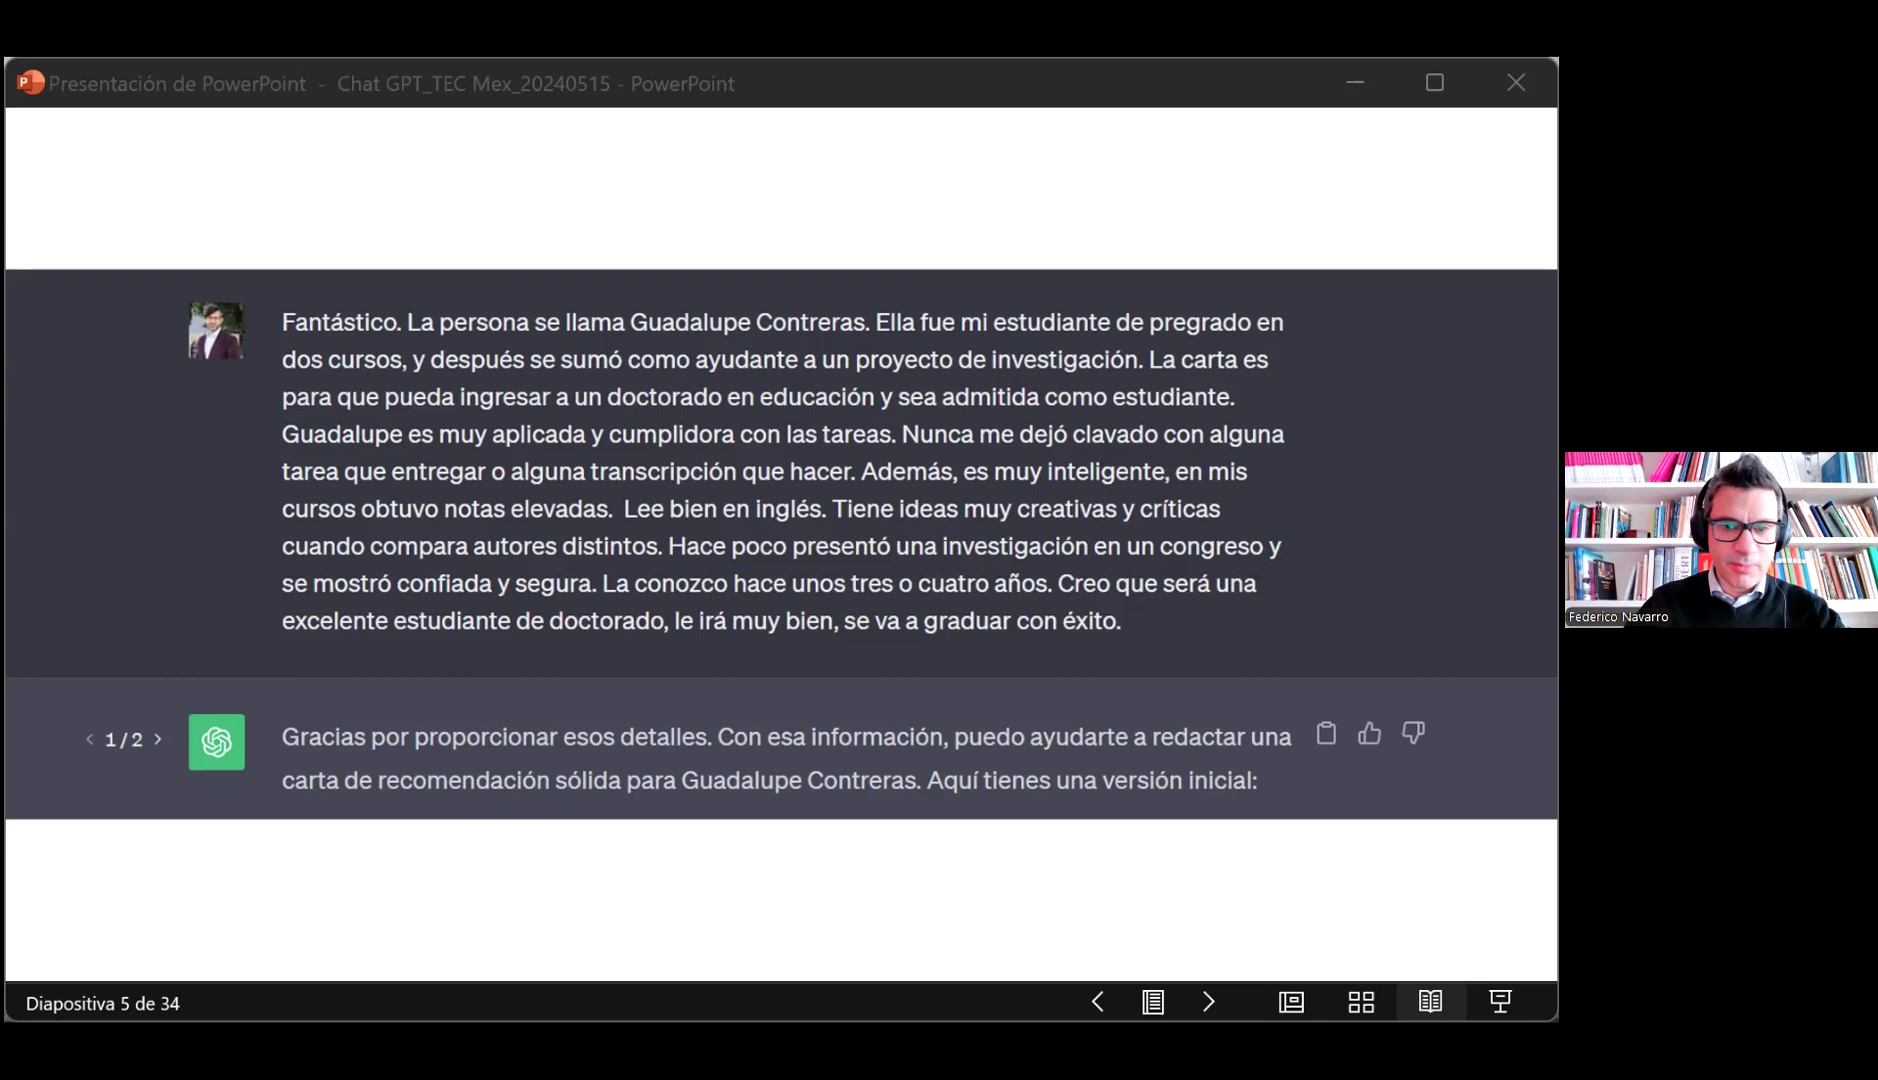 Presentación de PowerPoint - Chat GPT_TEC Mex_20240515 - PowerPoint
Fantástico. La persona se llama Guadalupe Contreras. Ella fue mi estudiante de pregrado en
dos cursos, y después se sumó como ayudante a un proyecto de investigación. La carta es
para que pueda ingresar a un doctorado en educación y sea admitida como estudiante.
Guadalupe es muy aplicada y cumplidora con las tareas. Nunca me dejó clavado con alguna
tarea que entregar o alguna transcripción que hacer. Además, es muy inteligente, en mis
cursos obtuvo notas elevadas. Lee bien en inglés. Tiene ideas muy creativas y críticas
cuando compara autores distintos. Hace poco presentó una investigación en un congreso y
se mostró confiada y segura. La conozco hace unos tres o cuatro años. Creo que será una
excelente estudiante de doctorado, le irá muy bien, se va a graduar con éxito.
< 1/2 >
Gracias por proporcionar esos detalles. Con esa información, puedo ayudarte a redactar una
carta de recomendación sólida para Guadalupe Contreras. Aquí tienes una versión inicial:
Diapositiva 5 de 34
Federico Navarro